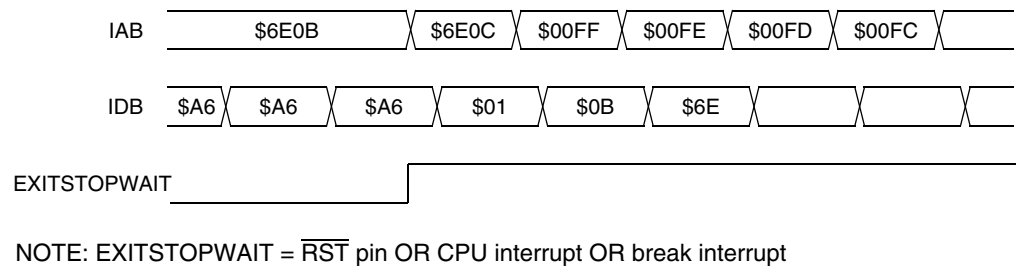 IAB $6E0B $6E0C $00FF $00FE $00FD $00FC
IDB $A6 $A6 $A6 $01 $0B $6E
EXITSTOPWAIT
NOTE: EXITSTOPWAIT = RST pin OR CPU interrupt OR break interrupt